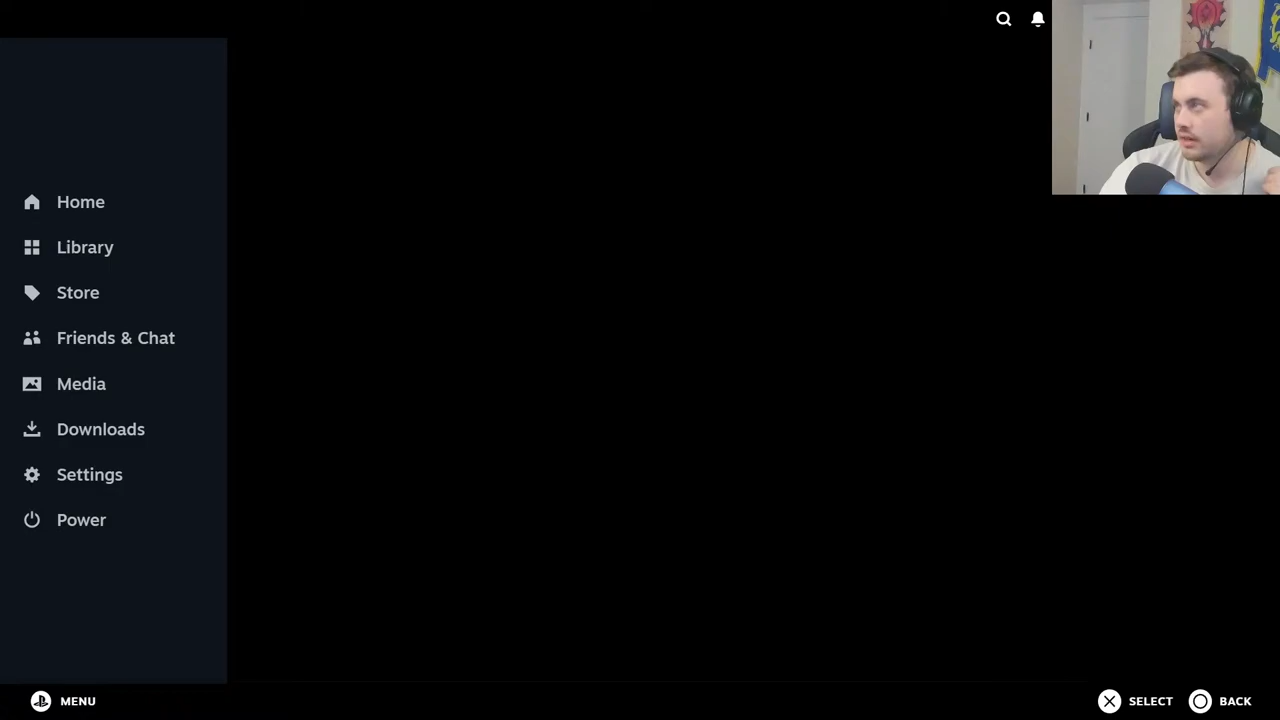 Home
Library
Store
Friends & Chat
Media
Downloads
Settings
Power
MENU
SELECT
BACK